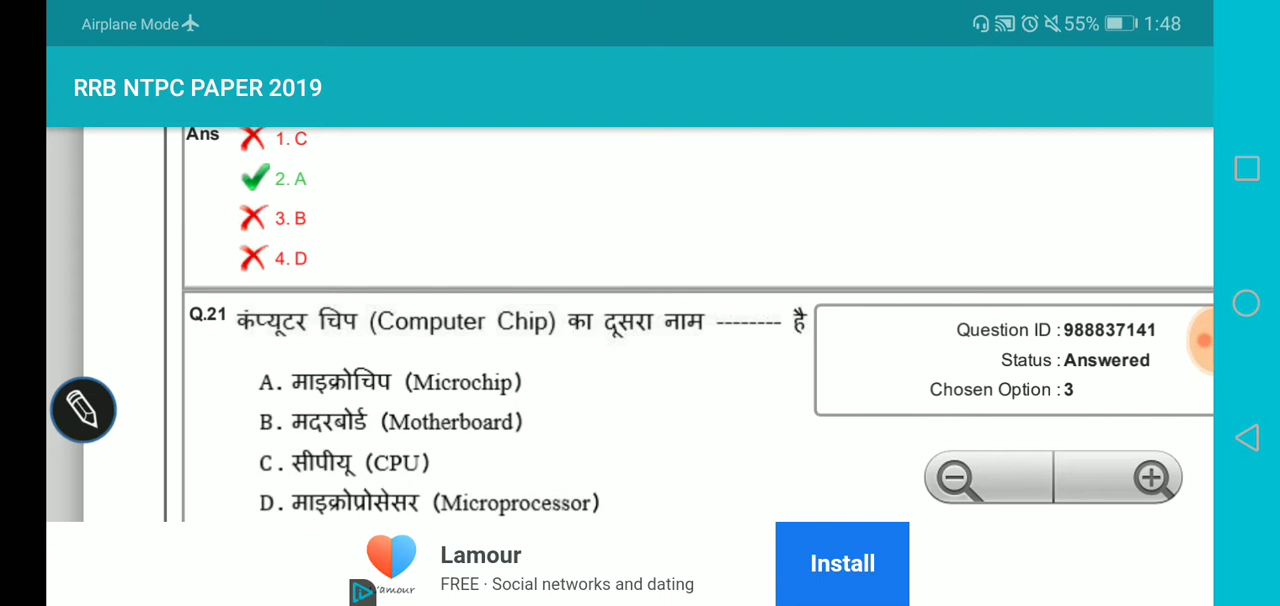 Airplane Mode
55% 1:48
RRB NTPC PAPER 2019
Ans 1. C
2. A
3. B
4. D
Q.21 कंप्यूटर चिप (Computer Chip) का दूसरा नाम -------- है
A. माइक्रोचिप (Microchip)
B. मदरबोर्ड (Motherboard)
C. सीपीयू (CPU)
D. माइक्रोप्रोसेसर (Microprocessor)
Question ID : 988837141
Status : Answered
Chosen Option : 3
Lamour
FREE · Social networks and dating
Install